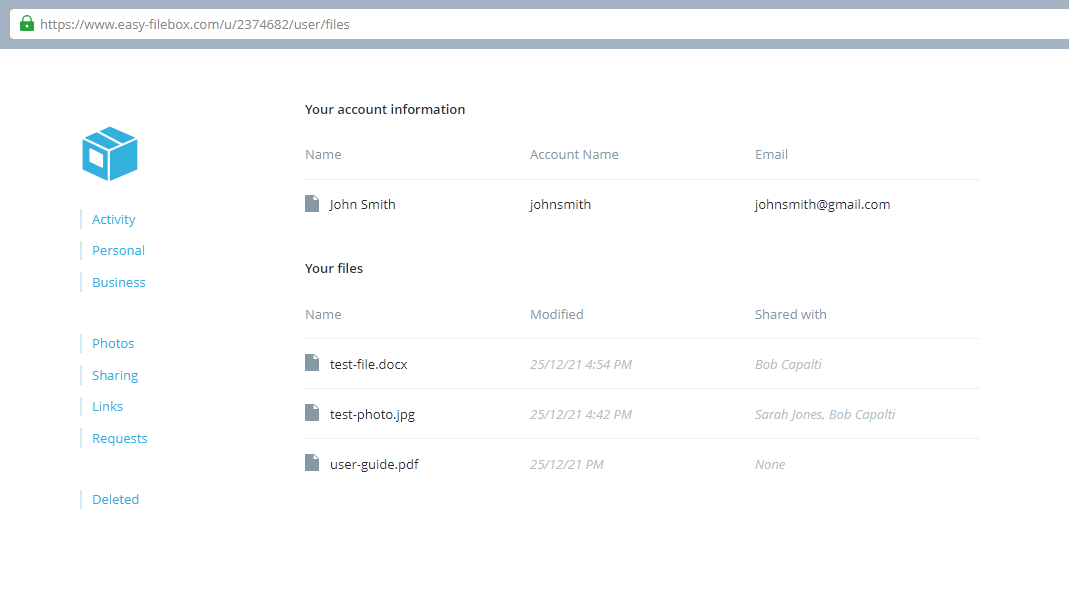 https://www.easy-filebox.com/u/2374682/user/files
Your account information
Name Account Name Email
John Smith johnsmith johnsmith@gmail.com
Activity
Personal
Business
Photos
Sharing
Links
Requests
Deleted
Your files
Name Modified Shared with
test-file.docx 25/12/21 4:54 PM Bob Capalti
test-photo.jpg 25/12/21 4:42 PM Sarah Jones, Bob Capalti
user-guide.pdf 25/12/21 PM None